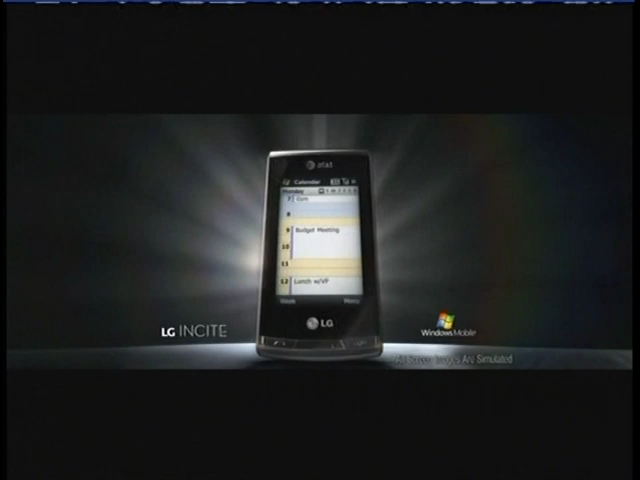 at&t
Calendar
Monday
7 Gym
8
9 Budget Meeting
10
11
12 Lunch w/VP
Week Menu
LG
LG INCITE
Windows Mobile
All Screen Images Are Simulated